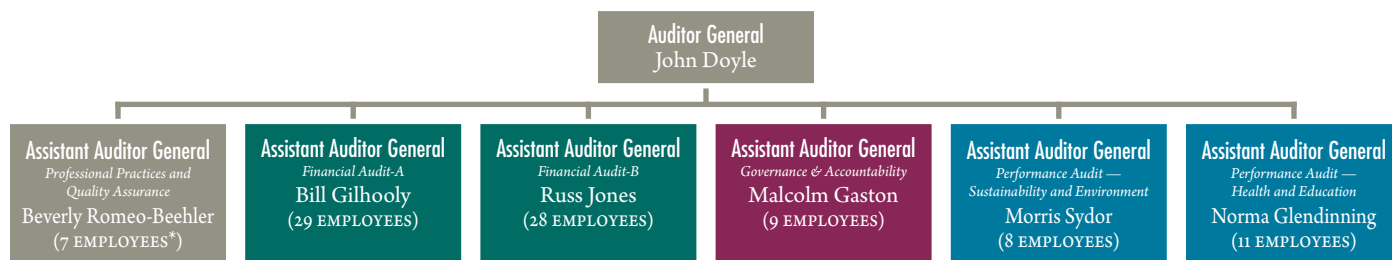 Auditor General
John Doyle
Assistant Auditor General
Professional Practices and
Quality Assurance
Beverly Romeo-Beehler
(7 EMPLOYEES*)
Assistant Auditor General
Financial Audit-A
Bill Gilhooly
(29 EMPLOYEES)
Assistant Auditor General
Financial Audit-B
Russ Jones
(28 EMPLOYEES)
Assistant Auditor General
Governance & Accountability
Malcolm Gaston
(9 EMPLOYEES)
Assistant Auditor General
Performance Audit —
Sustainability and Environment
Morris Sydor
(8 EMPLOYEES)
Assistant Auditor General
Performance Audit —
Health and Education
Norma Glendinning
(11 EMPLOYEES)